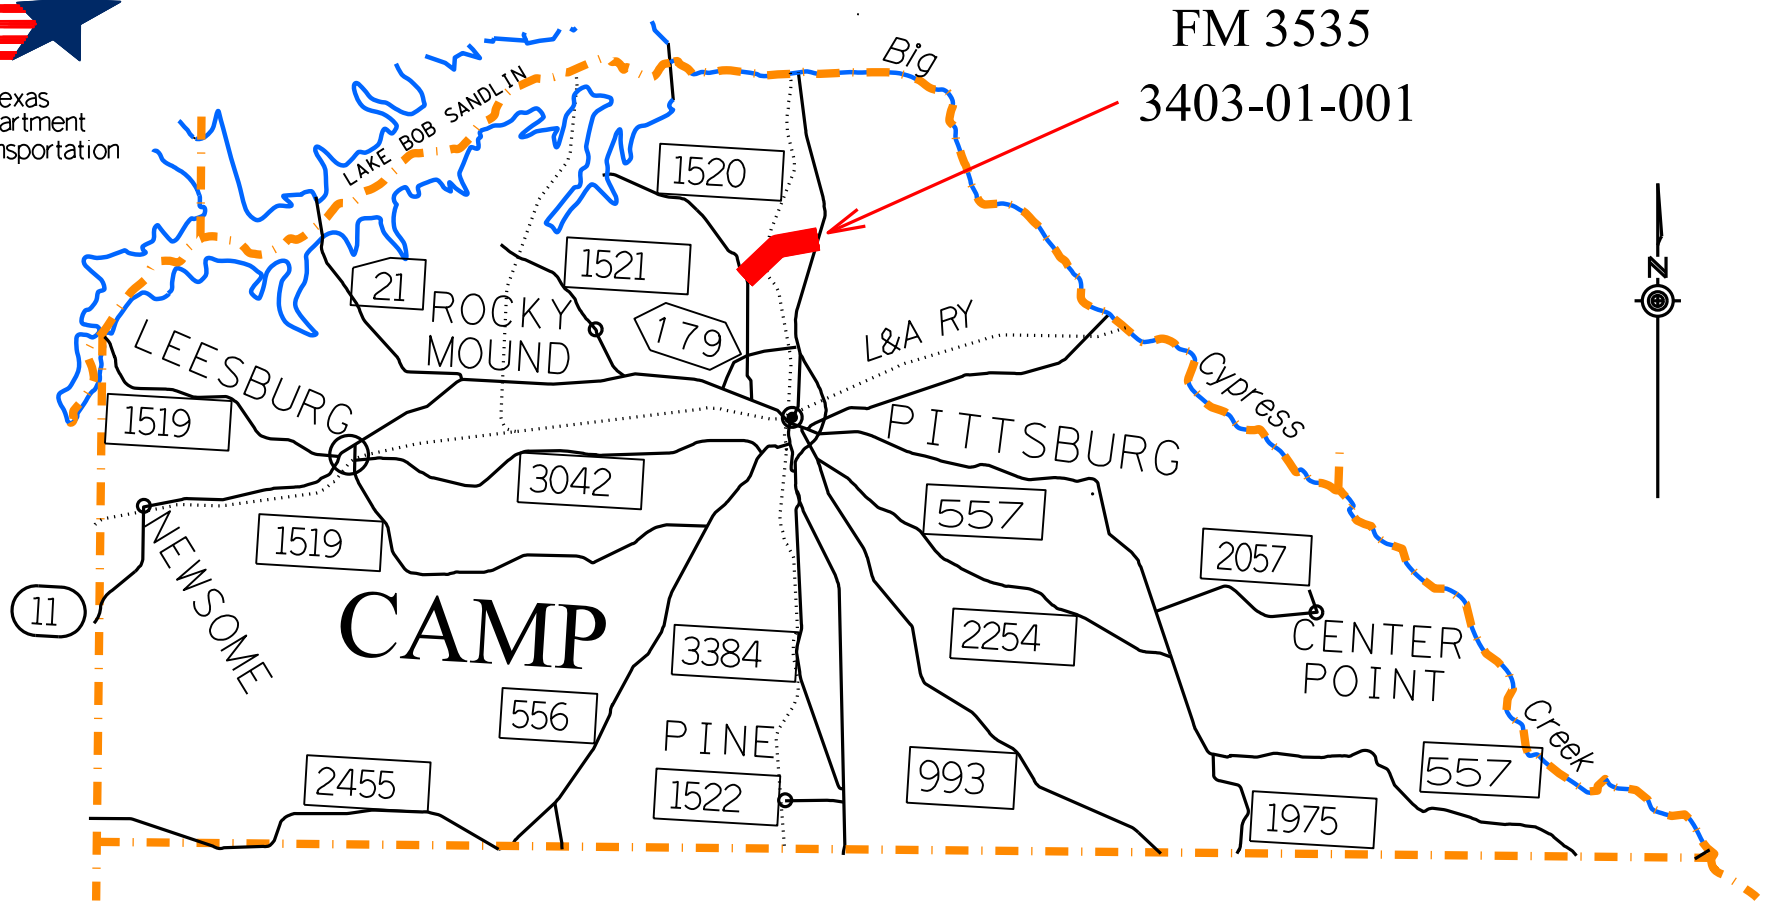 FM 3535
3403-01-001
exas
artment
nsportation
Big
LAKE BOB SANDLIN
1520
1521
21
ROCKY
MOUND
179
L&A RY
N
LEESBURG
Cypress
1519
PITTSBURG
3042
557
1519
NEWSOME
2057
11
CAMP
3384
2254
CENTER
POINT
556
PINE
Creek
2455
1522
993
557
1975